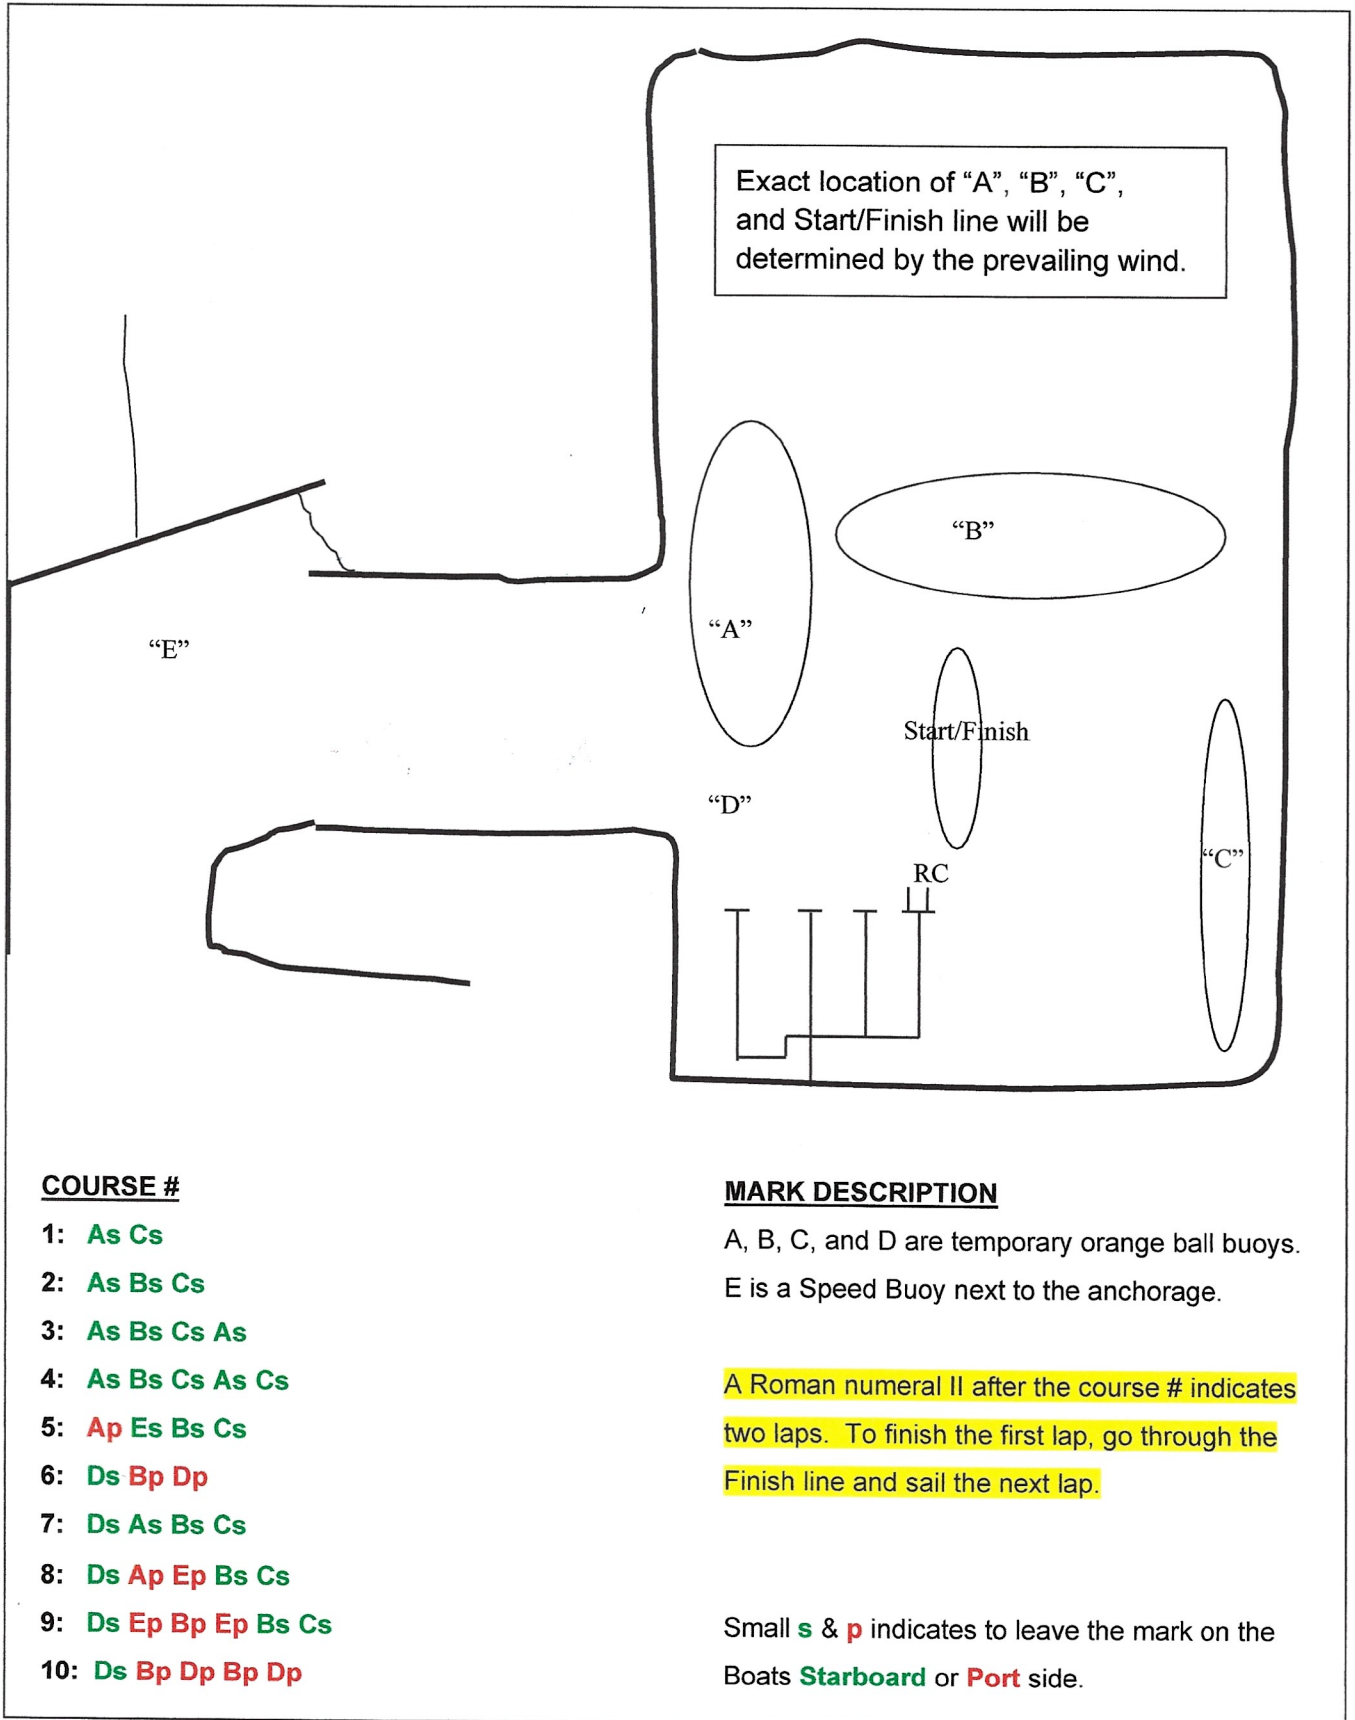 Exact location of “A”, “B”, “C”,
and Start/Finish line will be
determined by the prevailing wind.
“B”
“A”
“E”
Start/Finish
“D”
“C”
RC
COURSE #
1: As Cs
2: As Bs Cs
3: As Bs Cs As
4: As Bs Cs As Cs
5: Ap Es Bs Cs
6: Ds Bp Dp
7: Ds As Bs Cs
8: Ds Ap Ep Bs Cs
9: Ds Ep Bp Ep Bs Cs
10: Ds Bp Dp Bp Dp
MARK DESCRIPTION
A, B, C, and D are temporary orange ball buoys.
E is a Speed Buoy next to the anchorage.
A Roman numeral II after the course # indicates
two laps. To finish the first lap, go through the
Finish line and sail the next lap.
Small s & p indicates to leave the mark on the
Boats Starboard or Port side.